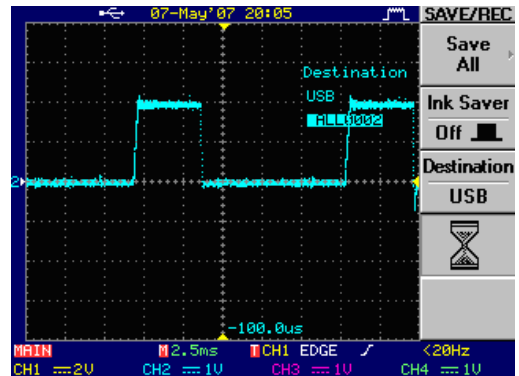 07-May'07 20:05
SAVE/REC
Save
All
Destination
USB
ALL0002
Ink Saver
Off
Destination
USB
2
-100.0us
MAIN M 2.5ms T CH1 EDGE <20Hz
CH1 2V CH2 1V CH3 1V CH4 1V